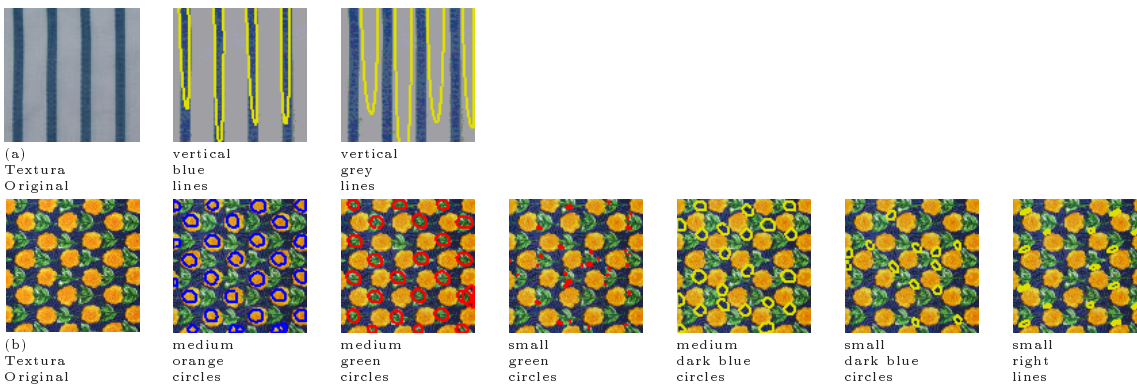 (a)
Textura
Original
vertical
blue
lines
vertical
grey
lines
(b)
Textura
Original
medium
orange
circles
medium
green
circles
small
green
circles
medium
dark blue
circles
small
dark blue
circles
small
right
lines